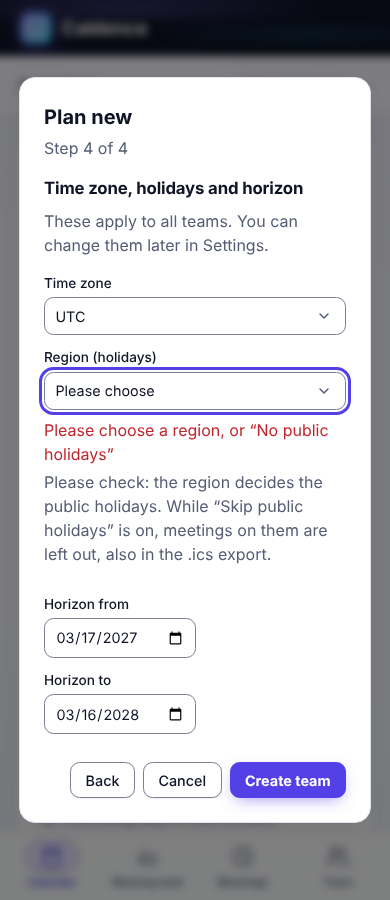 Plan new
Step 4 of 4
Time zone, holidays and horizon
These apply to all teams. You can
change them later in Settings.
Time zone
UTC
Region (holidays)
Please choose
Please choose a region, or “No public
holidays”
Please check: the region decides the
public holidays. While “Skip public
holidays” is on, meetings on them are
left out, also in the .ics export.
Horizon from
03/17/2027
Horizon to
03/16/2028
Back
Cancel
Create team